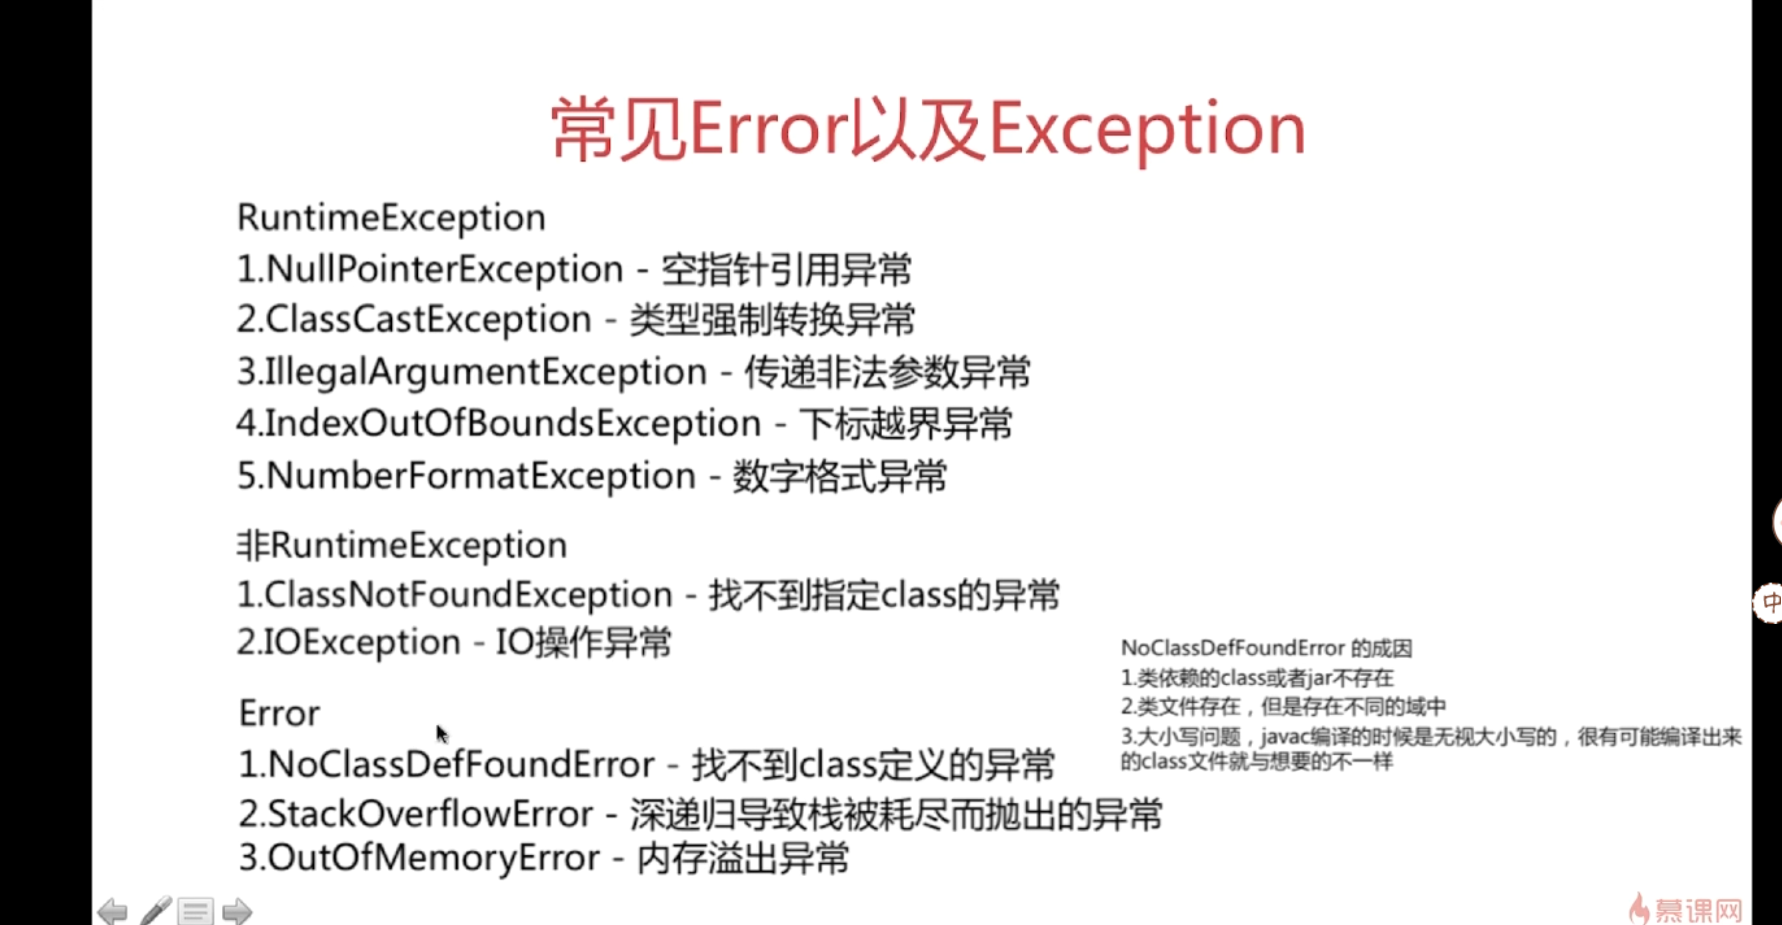 常见Error以及Exception
RuntimeException
1.NullPointerException - 空指针引用异常
2.ClassCastException - 类型强制转换异常
3.IllegalArgumentException - 传递非法参数异常
4.IndexOutOfBoundsException - 下标越界异常
5.NumberFormatException - 数字格式异常
非RuntimeException
1.ClassNotFoundException - 找不到指定class的异常
2.IOException - IO操作异常
Error
1.NoClassDefFoundError - 找不到class定义的异常
2.StackOverflowError - 深递归导致栈被耗尽而抛出的异常
3.OutOfMemoryError - 内存溢出异常
NoClassDefFoundError 的成因
1.类依赖的class或者jar不存在
2.类文件存在，但是存在不同的域中
3.大小写问题，javac编译的时候是无视大小写的，很有可能编译出来
的class文件就与想要的不一样
中
慕课网